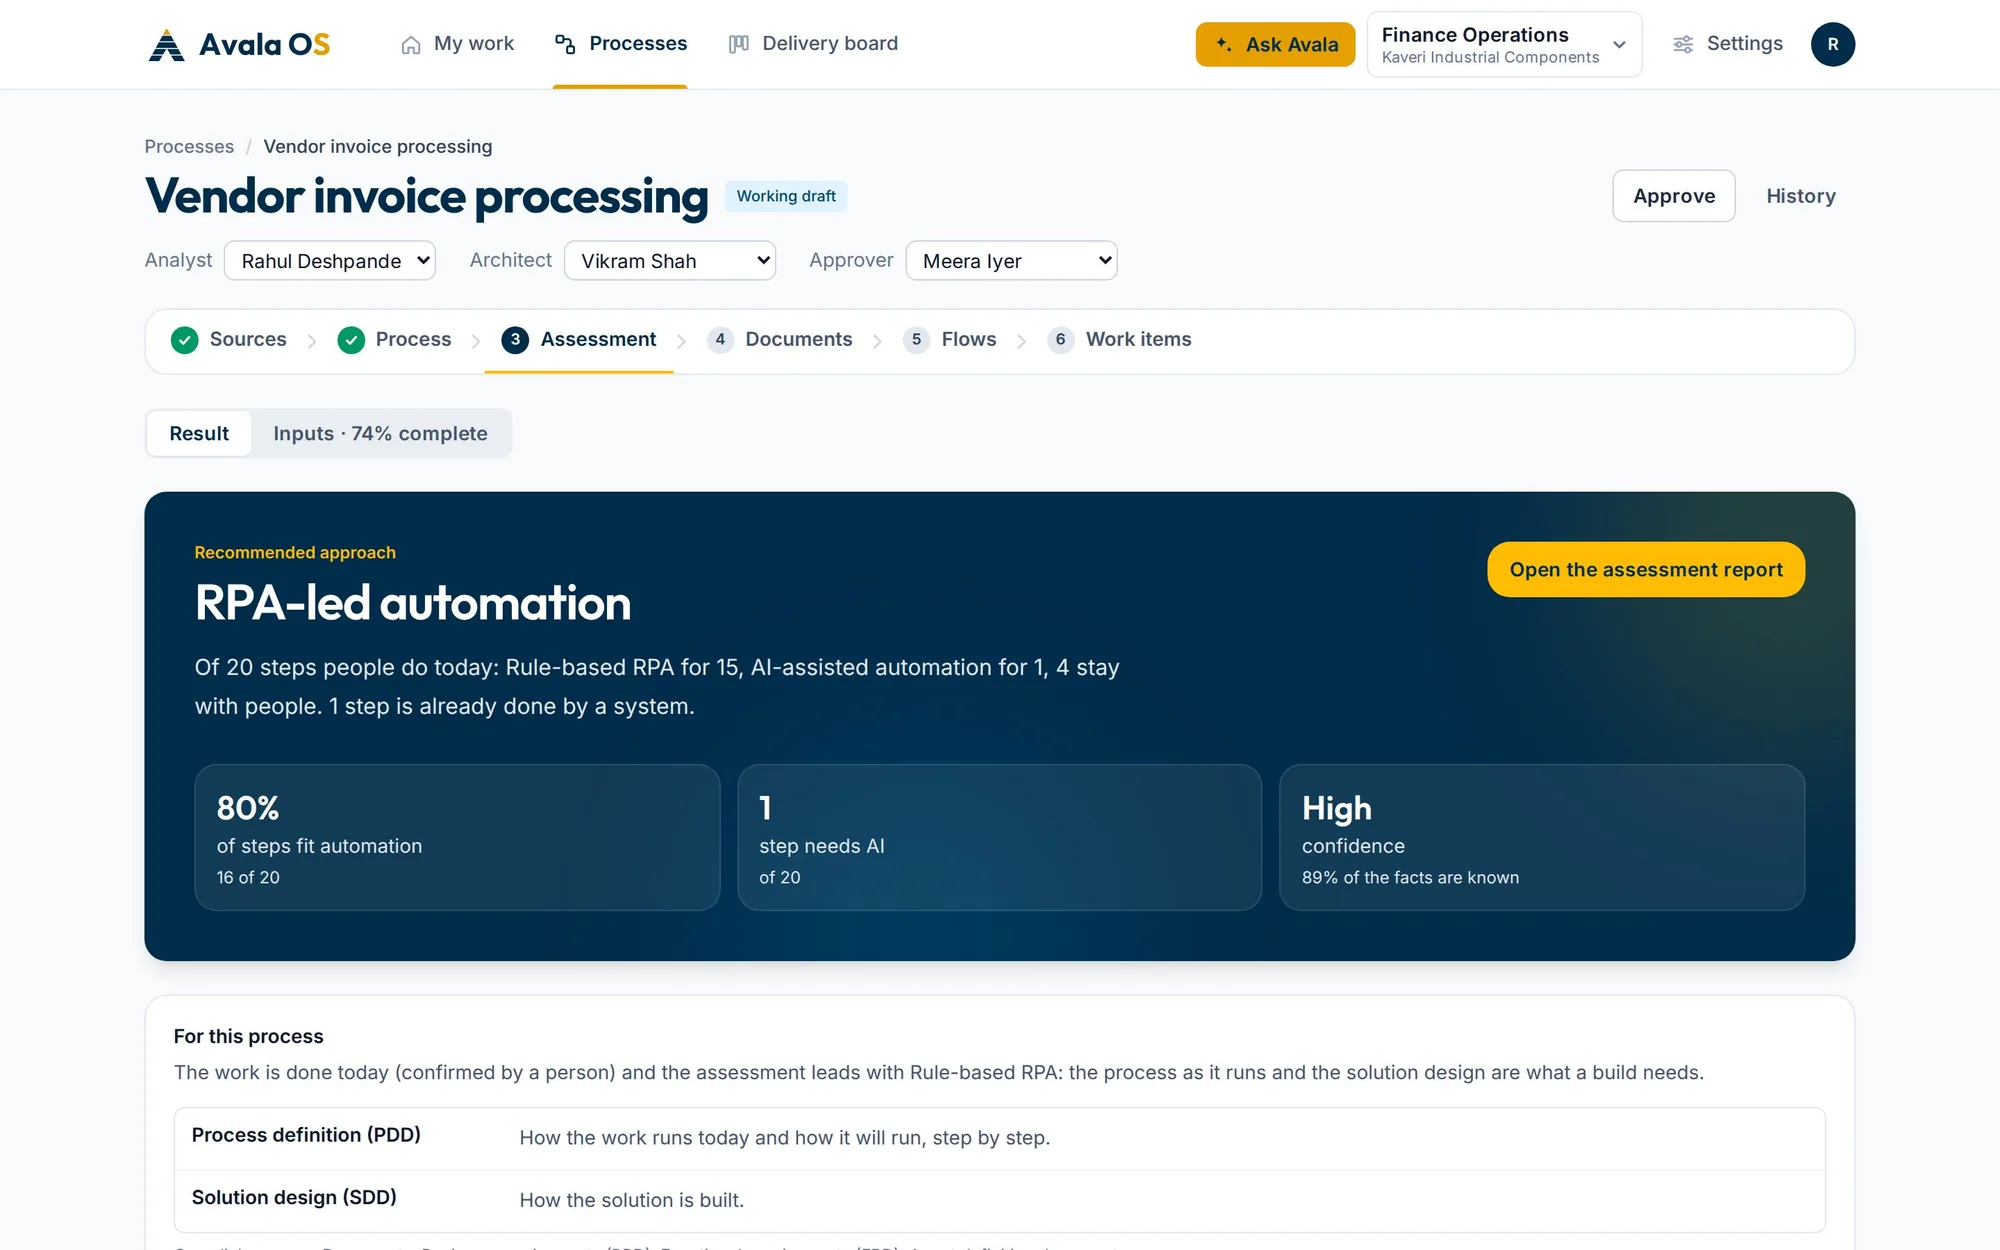 Avala OS
My work
Processes
Delivery board
Ask Avala
Finance Operations
Kaveri Industrial Components
Settings
R
Processes / Vendor invoice processing
Vendor invoice processing
Working draft
Approve
History
Analyst
Rahul Deshpande
Architect
Vikram Shah
Approver
Meera Iyer
Sources
Process
3 Assessment
4 Documents
5 Flows
6 Work items
Result
Inputs · 74% complete
Recommended approach
RPA-led automation
Open the assessment report
Of 20 steps people do today: Rule-based RPA for 15, AI-assisted automation for 1, 4 stay
with people. 1 step is already done by a system.
80%
of steps fit automation
16 of 20
1
step needs AI
of 20
High
confidence
89% of the facts are known
For this process
The work is done today (confirmed by a person) and the assessment leads with Rule-based RPA: the process as it runs and the solution design are what a build needs.
Process definition (PDD)
How the work runs today and how it will run, step by step.
Solution design (SDD)
How the solution is built.